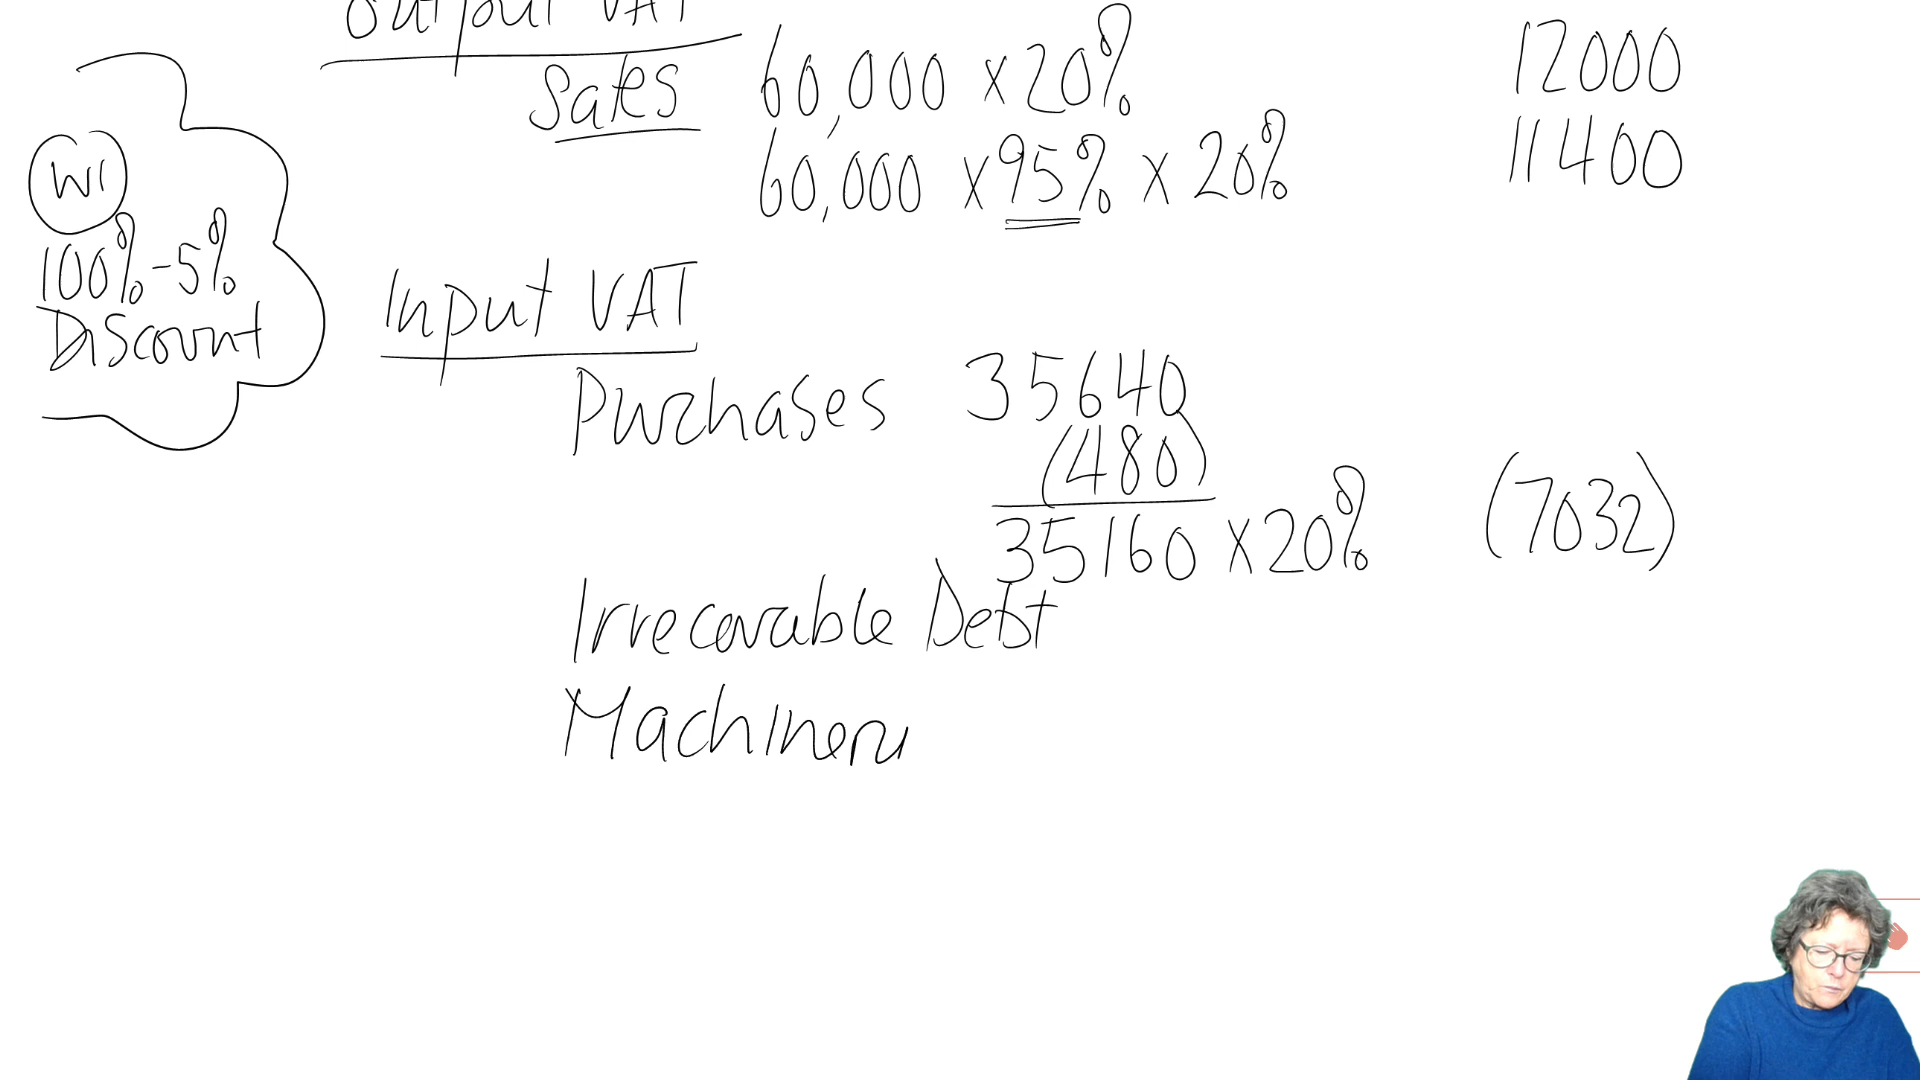 Output VAT
Sales 60,000 x 20% 12000
60,000 x 95% x 20% 11400
W1
100% - 5%
Discount
Input VAT
Purchases 35640
(480)
35160 x 20% (7032)
Irrecovable Debt
Machinery